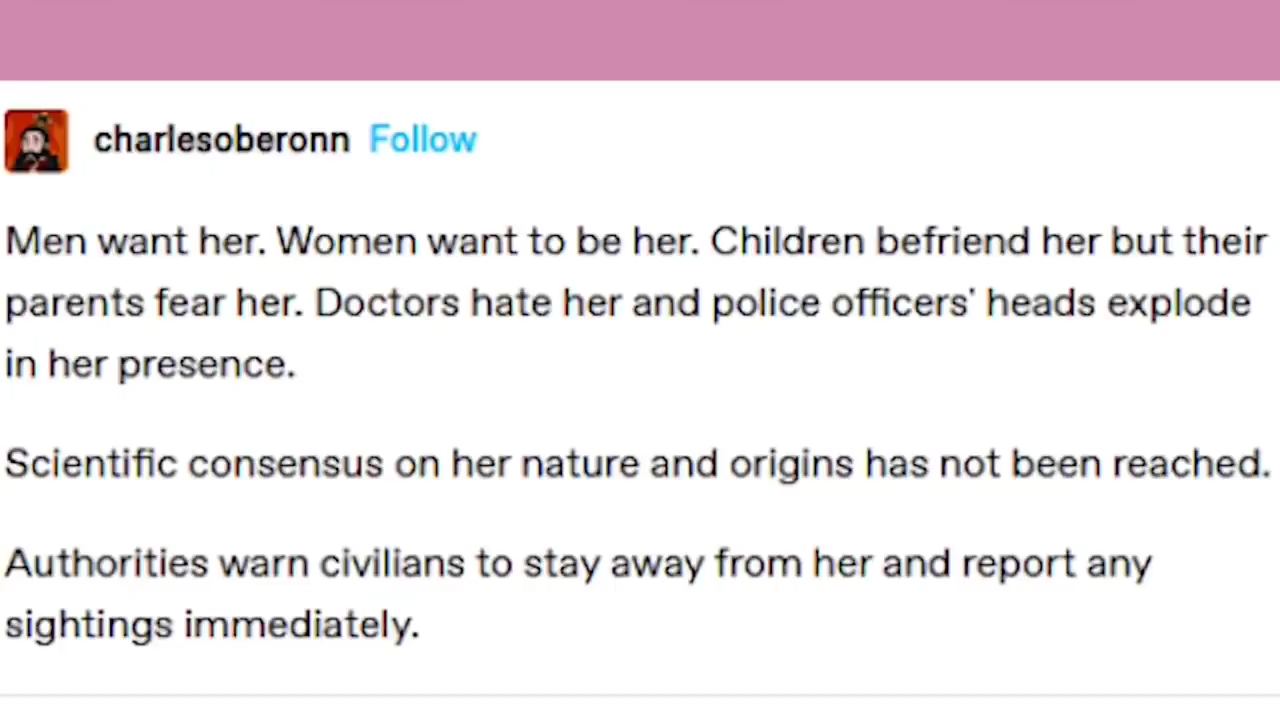 charlesoberonn Follow
Men want her. Women want to be her. Children befriend her but their
parents fear her. Doctors hate her and police officers' heads explode
in her presence.
Scientific consensus on her nature and origins has not been reached.
Authorities warn civilians to stay away from her and report any
sightings immediately.